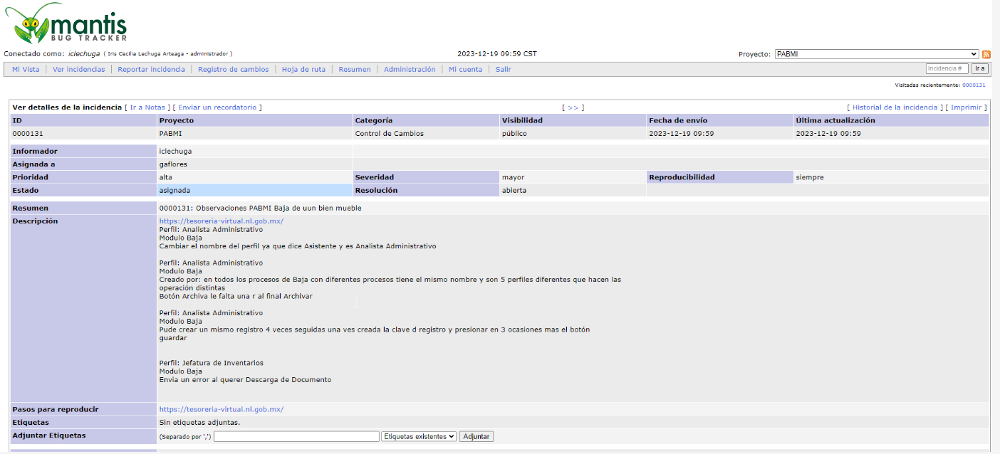 mantis
BUG TRACKER
Conectado como: iclechuga ( Iris Cecilia Lechuga Arteaga - administrador )
2023-12-19 09:59 CST
Proyecto: PABMI
Mi Vista | Ver incidencias | Reportar incidencia | Registro de cambios | Hoja de ruta | Resumen | Administración | Mi cuenta | Salir
Incidencia # Ir a
Visitadas recientemente: 0000131
Ver detalles de la incidencia [ Ir a Notas ] [ Enviar un recordatorio ] [ >> ] [ Historial de la incidencia ] [ Imprimir ]
ID Proyecto Categoría Visibilidad Fecha de envío Última actualización
0000131 PABMI Control de Cambios público 2023-12-19 09:59 2023-12-19 09:59
Informador iclechuga
Asignada a gaflores
Prioridad alta Severidad mayor Reproducibilidad siempre
Estado asignada Resolución abierta
Resumen 0000131: Observaciones PABMI Baja de uun bien mueble
Descripción https://tesoreria-virtual.nl.gob.mx/
Perfil: Analista Administrativo
Modulo Baja
Cambiar el nombre del perfil ya que dice Asistente y es Analista Administrativo
Perfil: Analista Administrativo
Modulo Baja
Creado por: en todos los procesos de Baja con diferentes procesos tiene el mismo nombre y son 5 perfiles diferentes que hacen las
operación distintas
Botón Archiva le falta una r al final Archivar
Perfil: Analista Administrativo
Modulo Baja
Pude crear un mismo registro 4 veces seguidas una ves creada la clave d registro y presionar en 3 ocasiones mas el botón
guardar
Perfil: Jefatura de Inventarios
Modulo Baja
Envia un error al querer Descarga de Documento
Pasos para reproducir https://tesoreria-virtual.nl.gob.mx/
Etiquetas Sin etiquetas adjuntas.
Adjuntar Etiquetas (Separado por ',') Etiquetas existentes Adjuntar